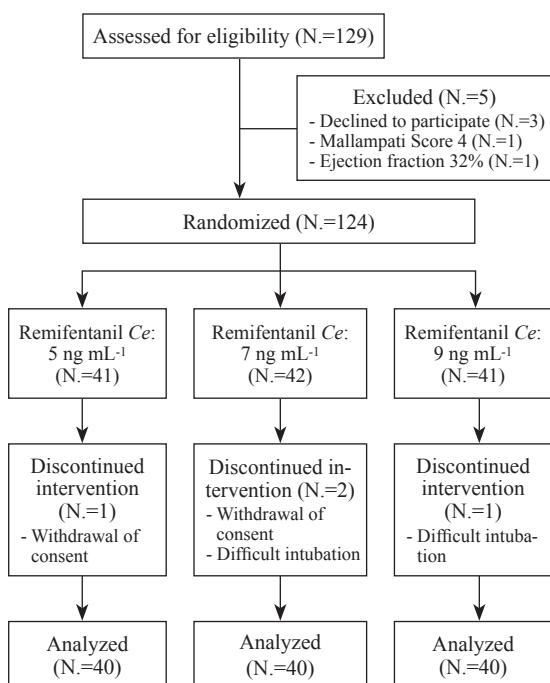 Assessed for eligibility (N.=129)
Excluded (N.=5)
- Declined to participate (N.=3)
- Mallampati Score 4 (N.=1)
- Ejection fraction 32% (N.=1)
Randomized (N.=124)
Remifentanil Ce:
5 ng mL-1
(N.=41)
Remifentanil Ce:
7 ng mL-1
(N.=42)
Remifentanil Ce:
9 ng mL-1
(N.=41)
Discontinued
intervention
(N.=1)
- Withdrawal of
consent
Discontinued in-
tervention (N.=2)
- Withdrawal of
consent
- Difficult intubation
Discontinued
intervention
(N.=1)
- Difficult intuba-
tion
Analyzed
(N.=40)
Analyzed
(N.=40)
Analyzed
(N.=40)